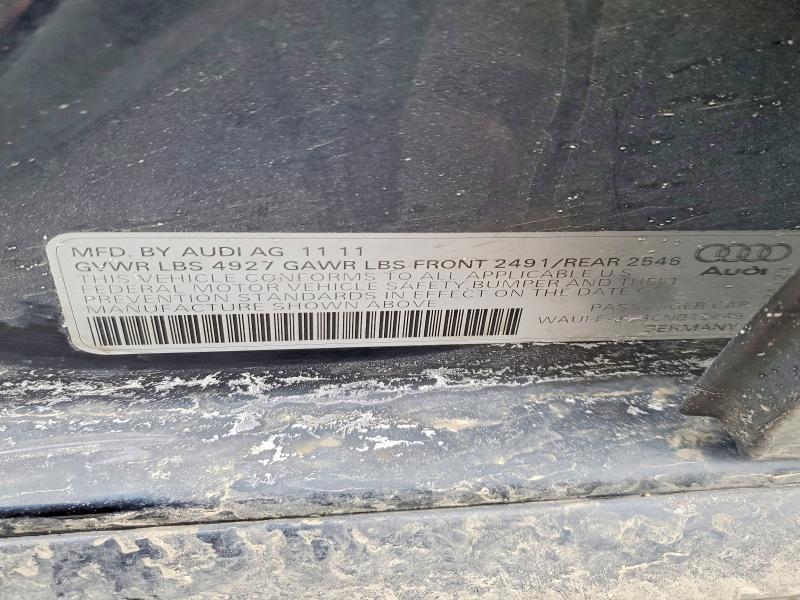 MFD. BY AUDI AG 11 11
GVWR LBS 4927 GAWR LBS FRONT 2491/REAR 2546
THIS VEHICLE CONFORMS TO ALL APPLICABLE U.S.
FEDERAL MOTOR VEHICLE SAFETY, BUMPER AND THEFT
PREVENTION STANDARDS IN EFFECT ON THE DATE
MANUFACTURE SHOWN ABOVE
Audi
PASSENGER CAR
GERMANY